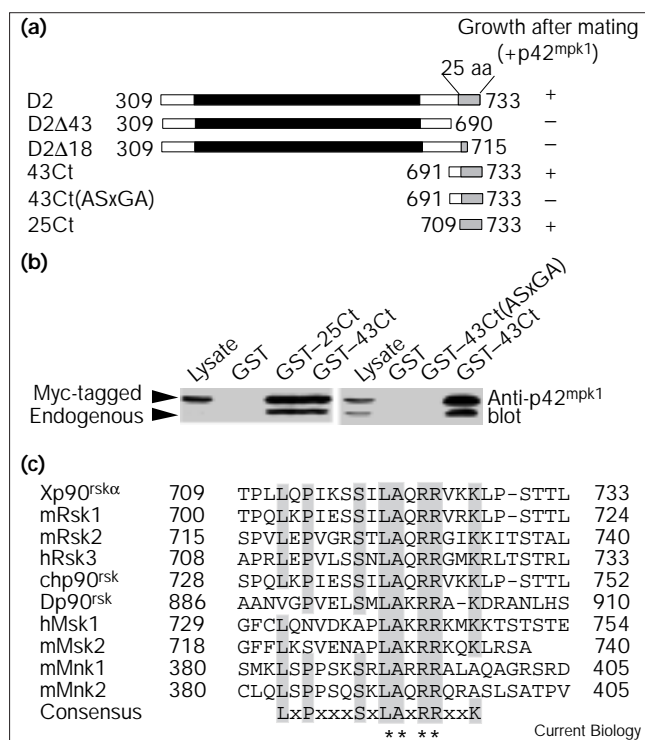 (a) Growth after mating
(+p42mpk1)
25 aa
D2 309 733 +
D2Δ43 309 690 −
D2Δ18 309 715 −
43Ct 691 733 +
43Ct(ASxGA) 691 733 −
25Ct 709 733 +
(b)
Lysate GST GST–25Ct GST–43Ct Lysate GST GST–43Ct(ASxGA) GST–43Ct
Myc-tagged Anti-p42mpk1
Endogenous blot
(c)
Xp90rskα 709 TPLLQPIKSSILAQRRVKKLP-STTL 733
mRsk1 700 TPQLKPIESSILAQRRVRKLP-STTL 724
mRsk2 715 SPVLEPVGRSTLAQRRGIKKITSTAL 740
hRsk3 708 APRLEPVLSSNLAQRRGMKRLTSTRL 733
chp90rsk 728 SPQLKPIESSILAQRRVKKLP-STTL 752
Dp90rsk 886 AANVGPVELSMLAKRRA-KDRANLHS 910
hMsk1 729 GFCLQNVDKAPLAKRRKMKKTSTSTE 754
mMsk2 718 GFFLKSVENAPLAKRRKQKLRSA 740
mMnk1 380 SMKLSPPSKSRLARRRALAQAGRSRD 405
mMnk2 380 CLQLSPPSQSKLAQRRQRASLSATPV 405
Consensus LxPxxxSxLAxRRxxK
** **
Current Biology